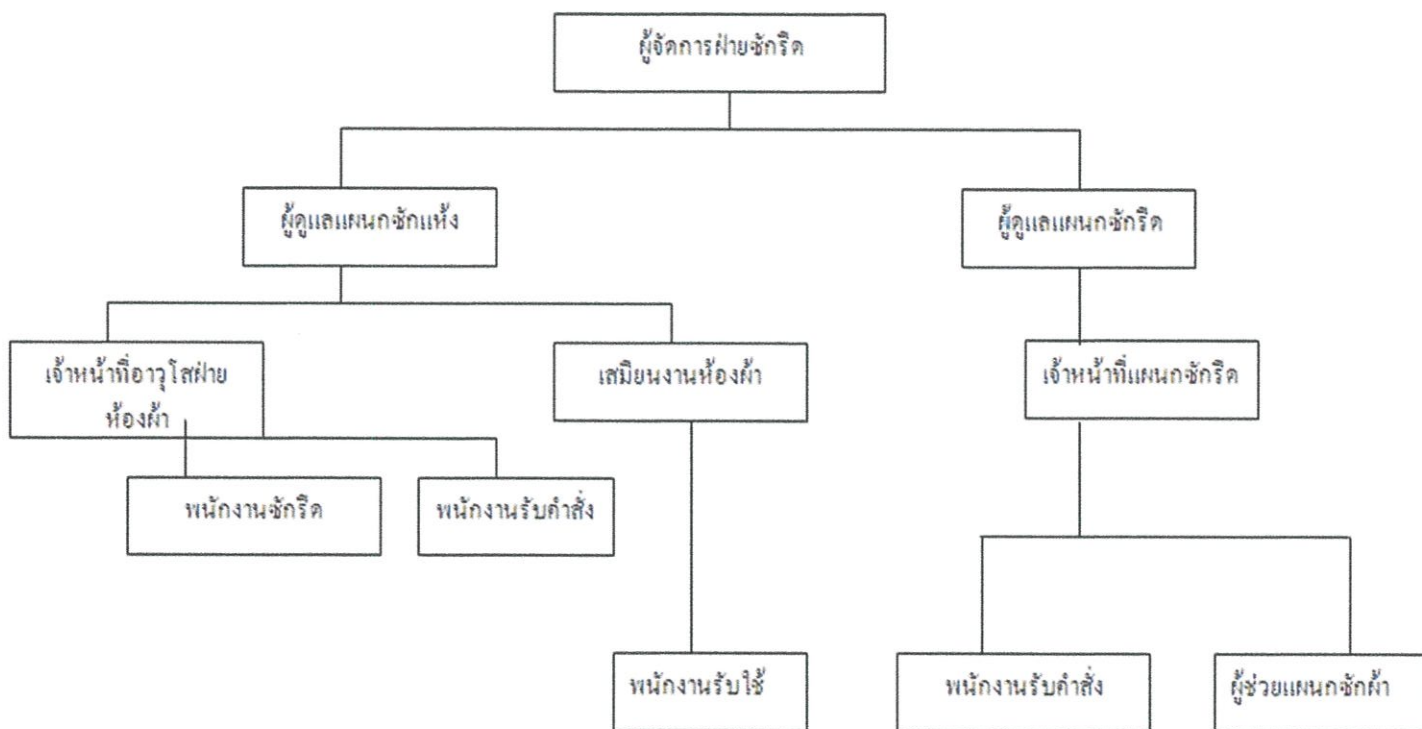 ผู้จัดการฝ่ายซักรีด
ผู้ดูแลแผนกซักแห้ง
ผู้ดูแลแผนกซักรีด
เจ้าหน้าที่อาวุโสฝ่าย
ห้องผ้า
เสมียนงานห้องผ้า
เจ้าหน้าที่แผนกซักรีด
พนักงานซักรีด
พนักงานรับคำสั่ง
พนักงานรับใช้
พนักงานรับคำสั่ง
ผู้ช่วยแผนกซักผ้า